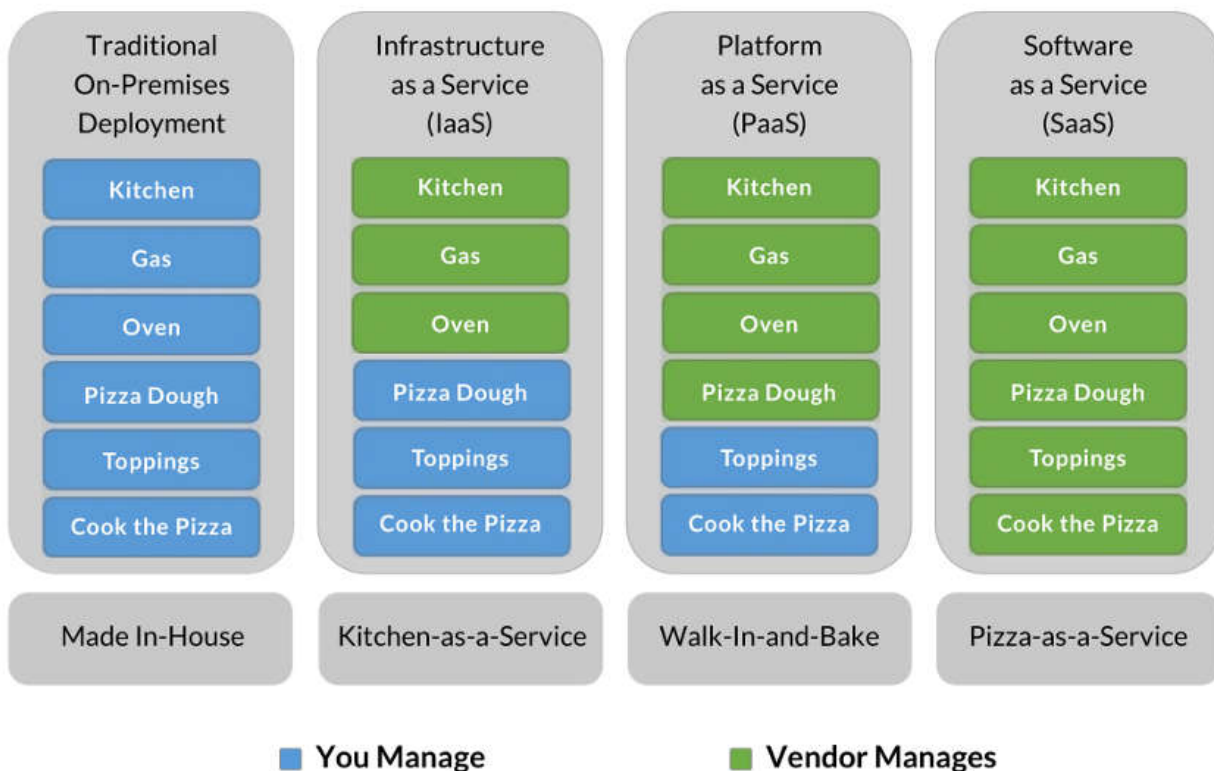 Traditional
On-Premises
Deployment
Kitchen
Gas
Oven
Pizza Dough
Toppings
Cook the Pizza
Made In-House
Infrastructure
as a Service
(IaaS)
Kitchen
Gas
Oven
Pizza Dough
Toppings
Cook the Pizza
Kitchen-as-a-Service
Platform
as a Service
(PaaS)
Kitchen
Gas
Oven
Pizza Dough
Toppings
Cook the Pizza
Walk-In-and-Bake
Software
as a Service
(SaaS)
Kitchen
Gas
Oven
Pizza Dough
Toppings
Cook the Pizza
Pizza-as-a-Service
You Manage
Vendor Manages